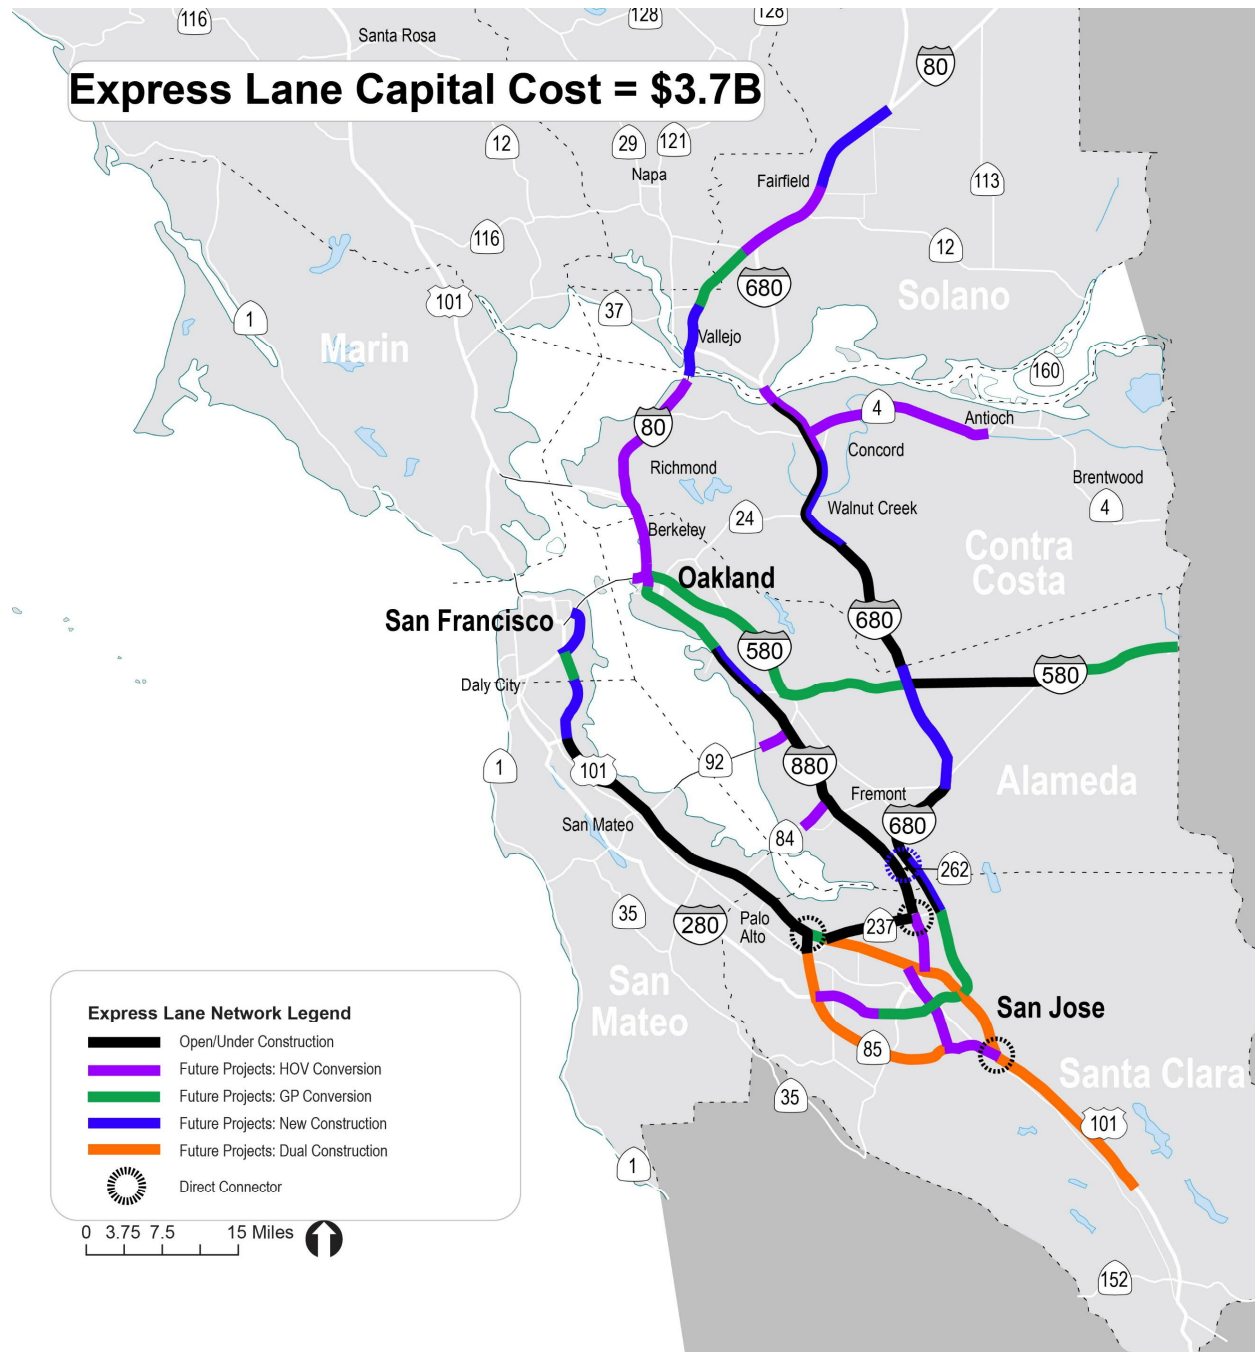 116
128
128
Santa Rosa
80
Express Lane Capital Cost = $3.7B
12
29
121
Napa
Fairfield
113
116
12
680
Solano
101
37
1
Marin
Vallejo
160
4
Antioch
80
Concord
Richmond
Brentwood
24
Walnut Creek
4
Berkeley
Contra
Costa
Oakland
San Francisco
680
580
580
Daly City
92
880
1
101
Alameda
Fremont
San Mateo
680
84
262
35
280
Palo
Alto
237
San
Mateo
San Jose
85
Santa Clara
35
101
1
152
Express Lane Network Legend
Open/Under Construction
Future Projects: HOV Conversion
Future Projects: GP Conversion
Future Projects: New Construction
Future Projects: Dual Construction
Direct Connector
0 3.75 7.5 15 Miles